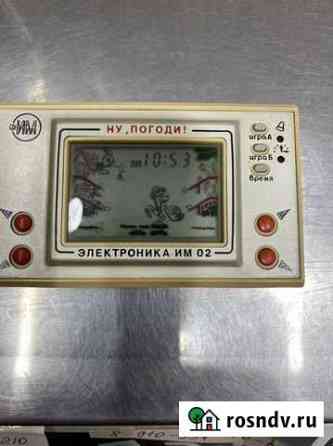 ИМ
НУ, ПОГОДИ!
игра А
10:53
игра Б
Время
ЭЛЕКТРОНИКА ИМ 02
rosndv.ru